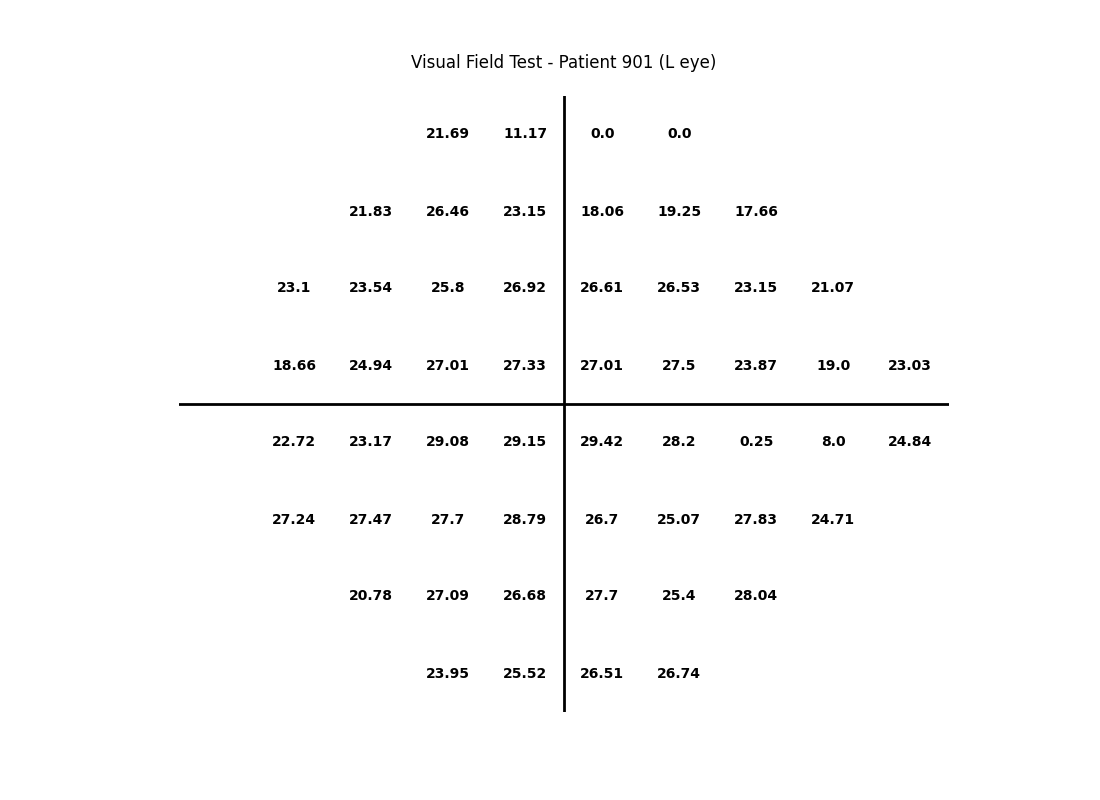 Visual Field Test - Patient 901 (L eye)
21.69 11.17 0.0 0.0
21.83 26.46 23.15 18.06 19.25 17.66
23.1 23.54 25.8 26.92 26.61 26.53 23.15 21.07
18.66 24.94 27.01 27.33 27.01 27.5 23.87 19.0 23.03
22.72 23.17 29.08 29.15 29.42 28.2 0.25 8.0 24.84
27.24 27.47 27.7 28.79 26.7 25.07 27.83 24.71
20.78 27.09 26.68 27.7 25.4 28.04
23.95 25.52 26.51 26.74